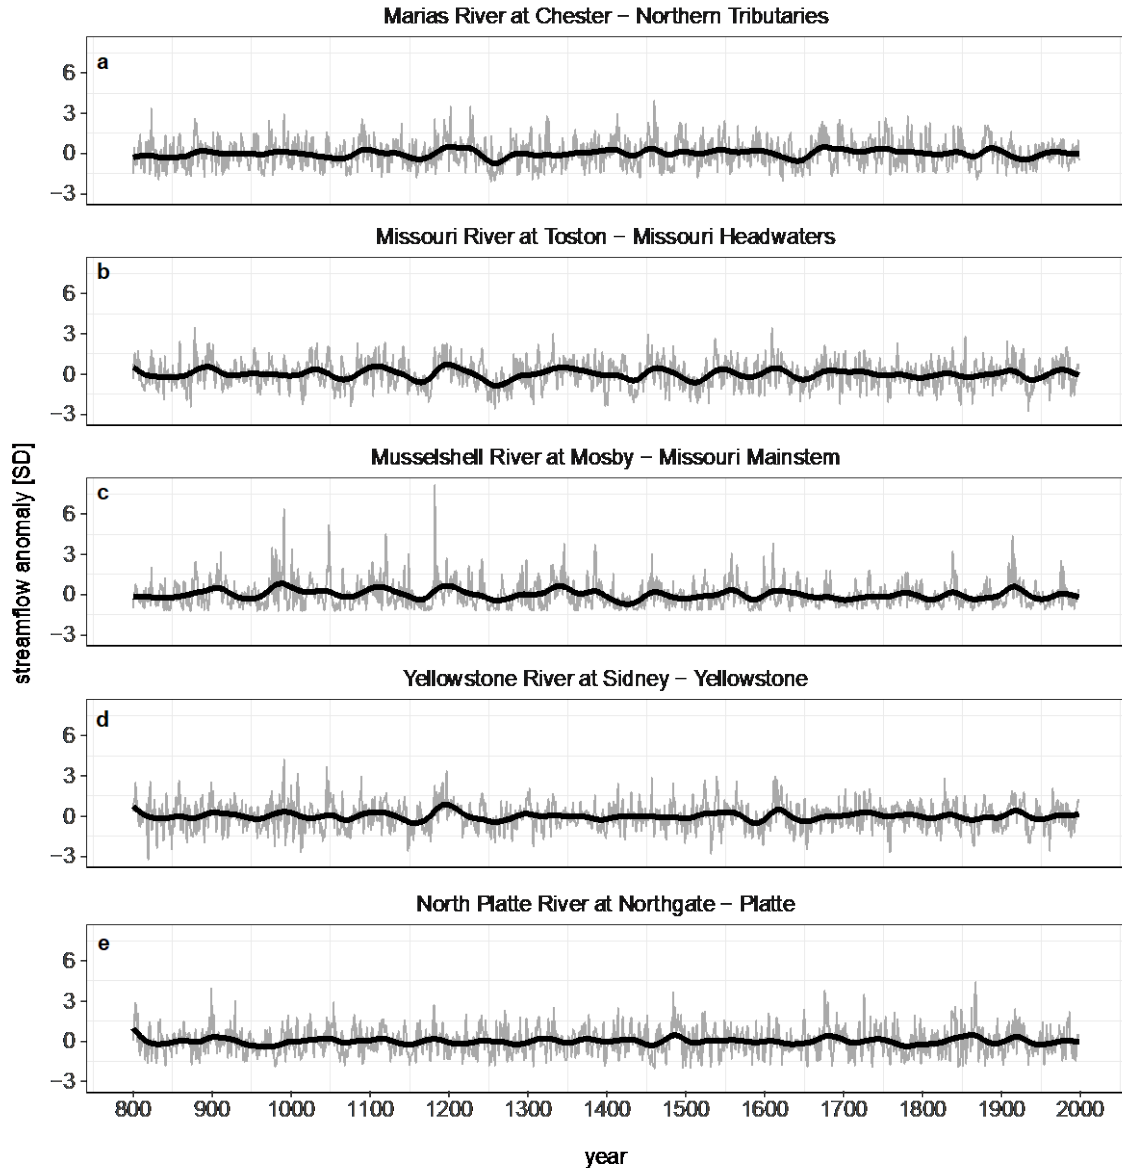 Marias River at Chester – Northern Tributaries
a
6
3
0
−3
Missouri River at Toston – Missouri Headwaters
b
6
3
0
−3
Musselshell River at Mosby – Missouri Mainstem
c
6
3
0
−3
streamflow anomaly [SD]
Yellowstone River at Sidney – Yellowstone
d
6
3
0
−3
North Platte River at Northgate – Platte
e
6
3
0
−3
800 900 1000 1100 1200 1300 1400 1500 1600 1700 1800 1900 2000
year